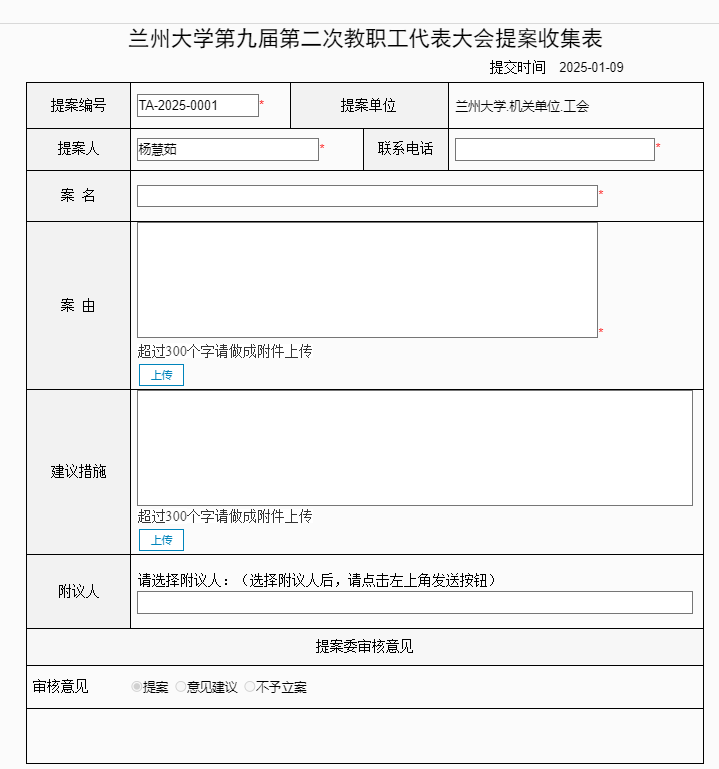 兰州大学第九届第二次教职工代表大会提案收集表
提交时间 2025-01-09
提案编号 TA-2025-0001* 提案单位 兰州大学.机关单位.工会
提案人 杨慧茹* 联系电话 *
案 名 *
案 由 *
超过300个字请做成附件上传
上传
建议措施
超过300个字请做成附件上传
上传
附议人
请选择附议人：（选择附议人后，请点击左上角发送按钮）
提案委审核意见
审核意见 提案 意见建议 不予立案